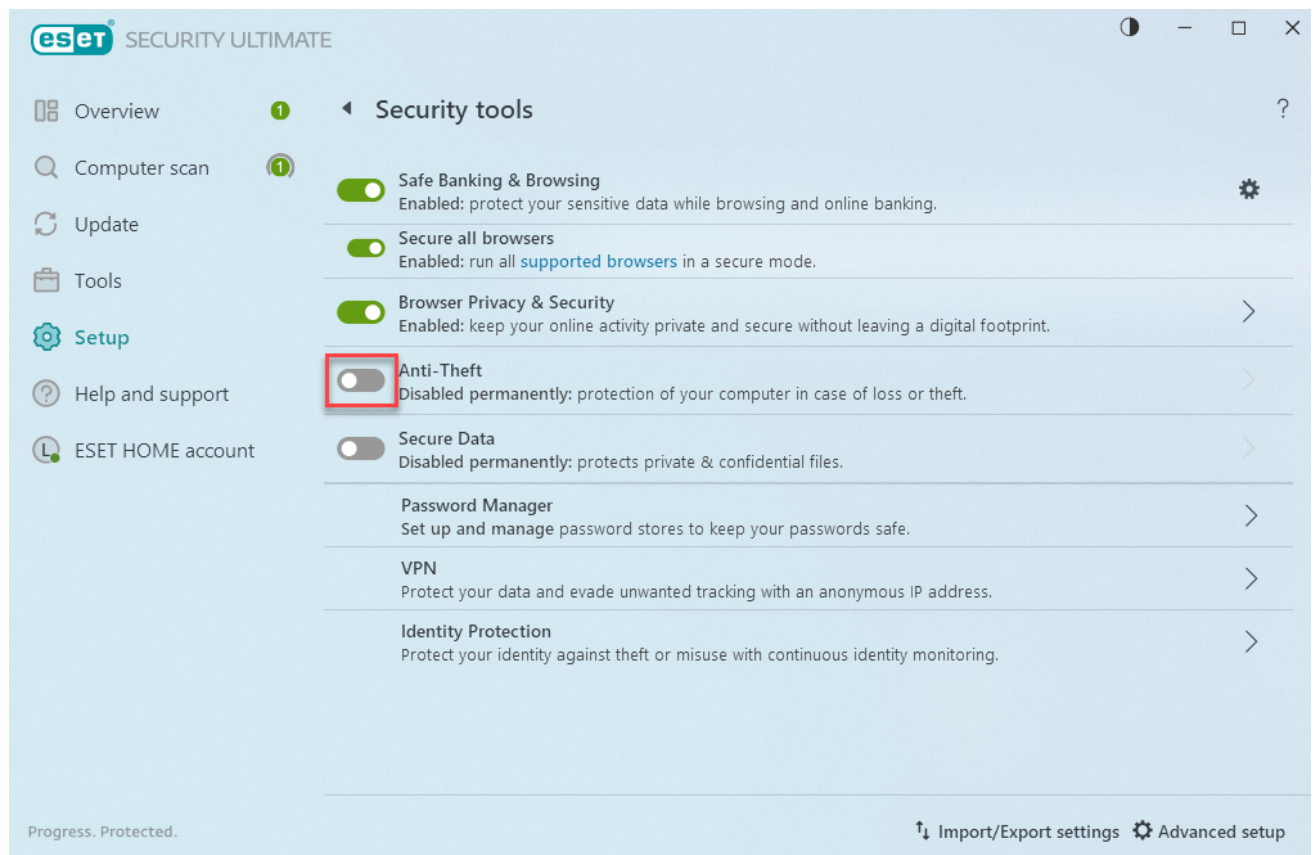 eset® SECURITY ULTIMATE
Overview 1
Computer scan 1
Update
Tools
Setup
Help and support
L ESET HOME account
Security tools ?
Safe Banking & Browsing
Enabled: protect your sensitive data while browsing and online banking.
Secure all browsers
Enabled: run all supported browsers in a secure mode.
Browser Privacy & Security
Enabled: keep your online activity private and secure without leaving a digital footprint.
Anti-Theft
Disabled permanently: protection of your computer in case of loss or theft.
Secure Data
Disabled permanently: protects private & confidential files.
Password Manager
Set up and manage password stores to keep your passwords safe.
VPN
Protect your data and evade unwanted tracking with an anonymous IP address.
Identity Protection
Protect your identity against theft or misuse with continuous identity monitoring.
Progress. Protected.
Import/Export settings Advanced setup